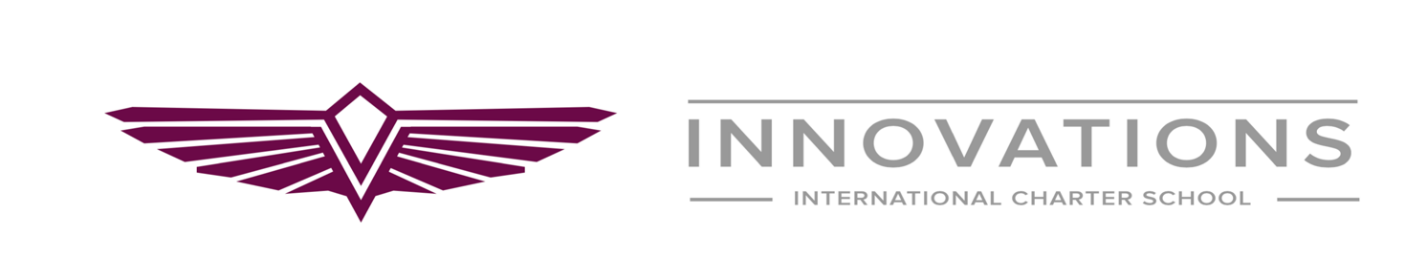 INNOVATIONS
INTERNATIONAL CHARTER SCHOOL